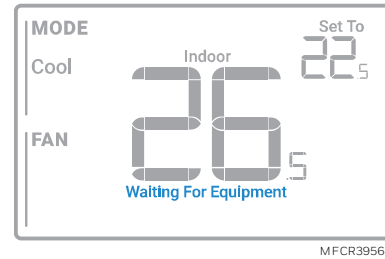 MODE
Cool
FAN
Indoor
26.5
Waiting For Equipment
Set To
22.5
MFCR3956